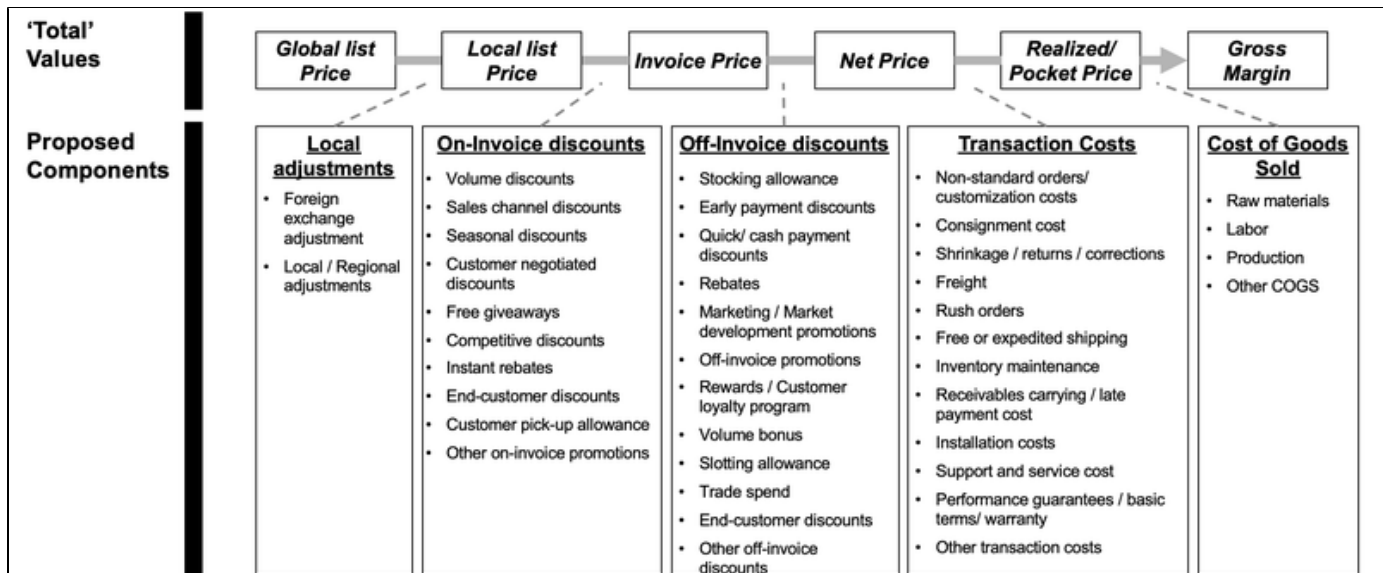 'Total'
Values
Global list
Price
Local list
Price
Invoice Price
Net Price
Realized/
Pocket Price
Gross
Margin
Proposed
Components
Local
adjustments
• Foreign
exchange
adjustment
• Local / Regional
adjustments
On-Invoice discounts
• Volume discounts
• Sales channel discounts
• Seasonal discounts
• Customer negotiated
discounts
• Free giveaways
• Competitive discounts
• Instant rebates
• End-customer discounts
• Customer pick-up allowance
• Other on-invoice promotions
Off-Invoice discounts
• Stocking allowance
• Early payment discounts
• Quick/ cash payment
discounts
• Rebates
• Marketing / Market
development promotions
• Off-invoice promotions
• Rewards / Customer
loyalty program
• Volume bonus
• Slotting allowance
• Trade spend
• End-customer discounts
• Other off-invoice
discounts
Transaction Costs
• Non-standard orders/
customization costs
• Consignment cost
• Shrinkage / returns / corrections
• Freight
• Rush orders
• Free or expedited shipping
• Inventory maintenance
• Receivables carrying / late
payment cost
• Installation costs
• Support and service cost
• Performance guarantees / basic
terms/ warranty
• Other transaction costs
Cost of Goods
Sold
• Raw materials
• Labor
• Production
• Other COGS